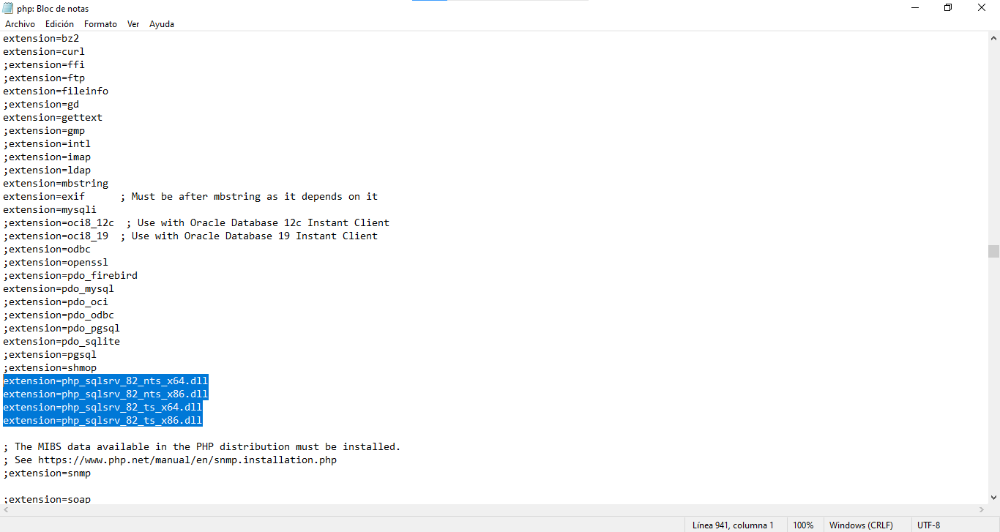 php: Bloc de notas
Archivo Edición Formato Ver Ayuda
extension=bz2
extension=curl
;extension=ffi
;extension=ftp
extension=fileinfo
;extension=gd
extension=gettext
;extension=gmp
;extension=intl
;extension=imap
;extension=ldap
extension=mbstring
extension=exif      ; Must be after mbstring as it depends on it
extension=mysqli
;extension=oci8_12c  ; Use with Oracle Database 12c Instant Client
;extension=oci8_19  ; Use with Oracle Database 19 Instant Client
;extension=odbc
;extension=openssl
;extension=pdo_firebird
extension=pdo_mysql
;extension=pdo_oci
;extension=pdo_odbc
;extension=pdo_pgsql
extension=pdo_sqlite
;extension=pgsql
;extension=shmop
extension=php_sqlsrv_82_nts_x64.dll
extension=php_sqlsrv_82_nts_x86.dll
extension=php_sqlsrv_82_ts_x64.dll
extension=php_sqlsrv_82_ts_x86.dll
; The MIBS data available in the PHP distribution must be installed.
; See https://www.php.net/manual/en/snmp.installation.php
;extension=snmp
;extension=soap
Línea 941, columna 1 100% Windows (CRLF) UTF-8